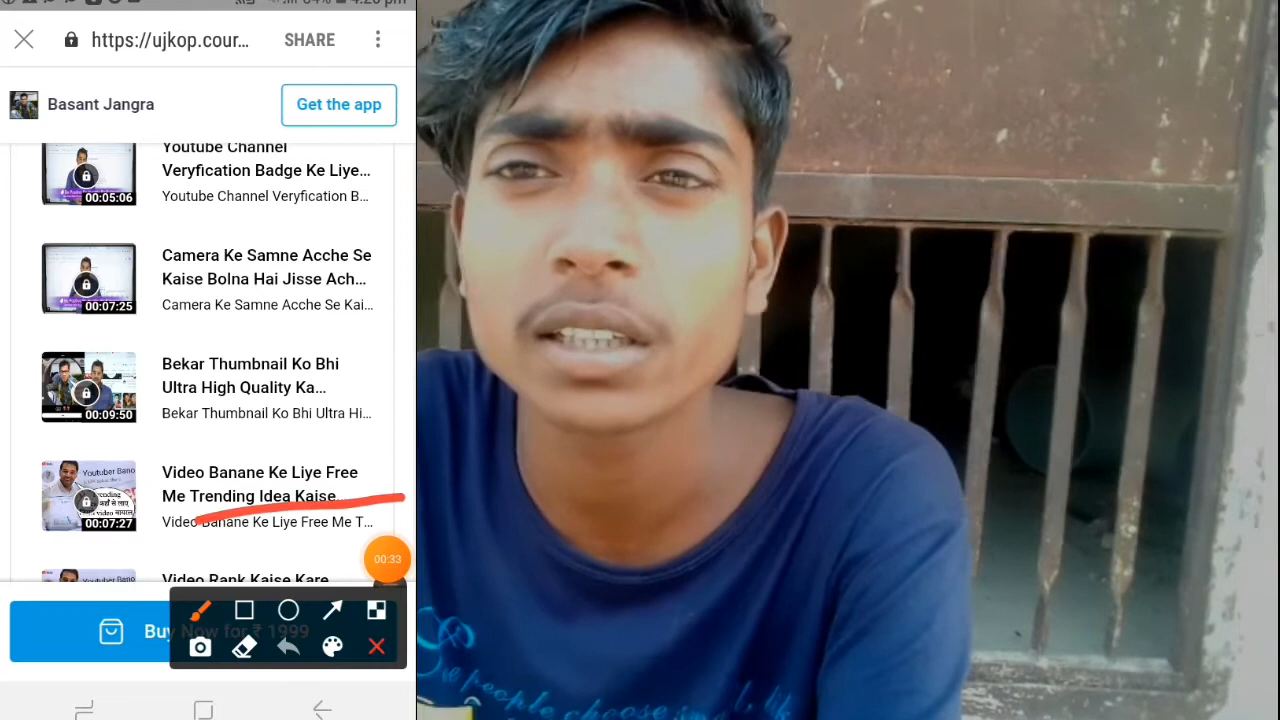 https://ujkop.cour...
SHARE
Basant Jangra
Get the app
Youtube Channel
Veryfication Badge Ke Liye...
Youtube Channel Veryfication B...
00:05:06
Camera Ke Samne Acche Se
Kaise Bolna Hai Jisse Ach...
Camera Ke Samne Acche Se Kai...
00:07:25
Bekar Thumbnail Ko Bhi
Ultra High Quality Ka...
Bekar Thumbnail Ko Bhi Ultra Hi...
00:09:50
Video Banane Ke Liye Free
Me Trending Idea Kaise...
Video Banane Ke Liye Free Me T...
Youtuber Bano
00:07:27
00:33
Video Rank Kaise Kare
Buy Now for ₹ 1999
people choose